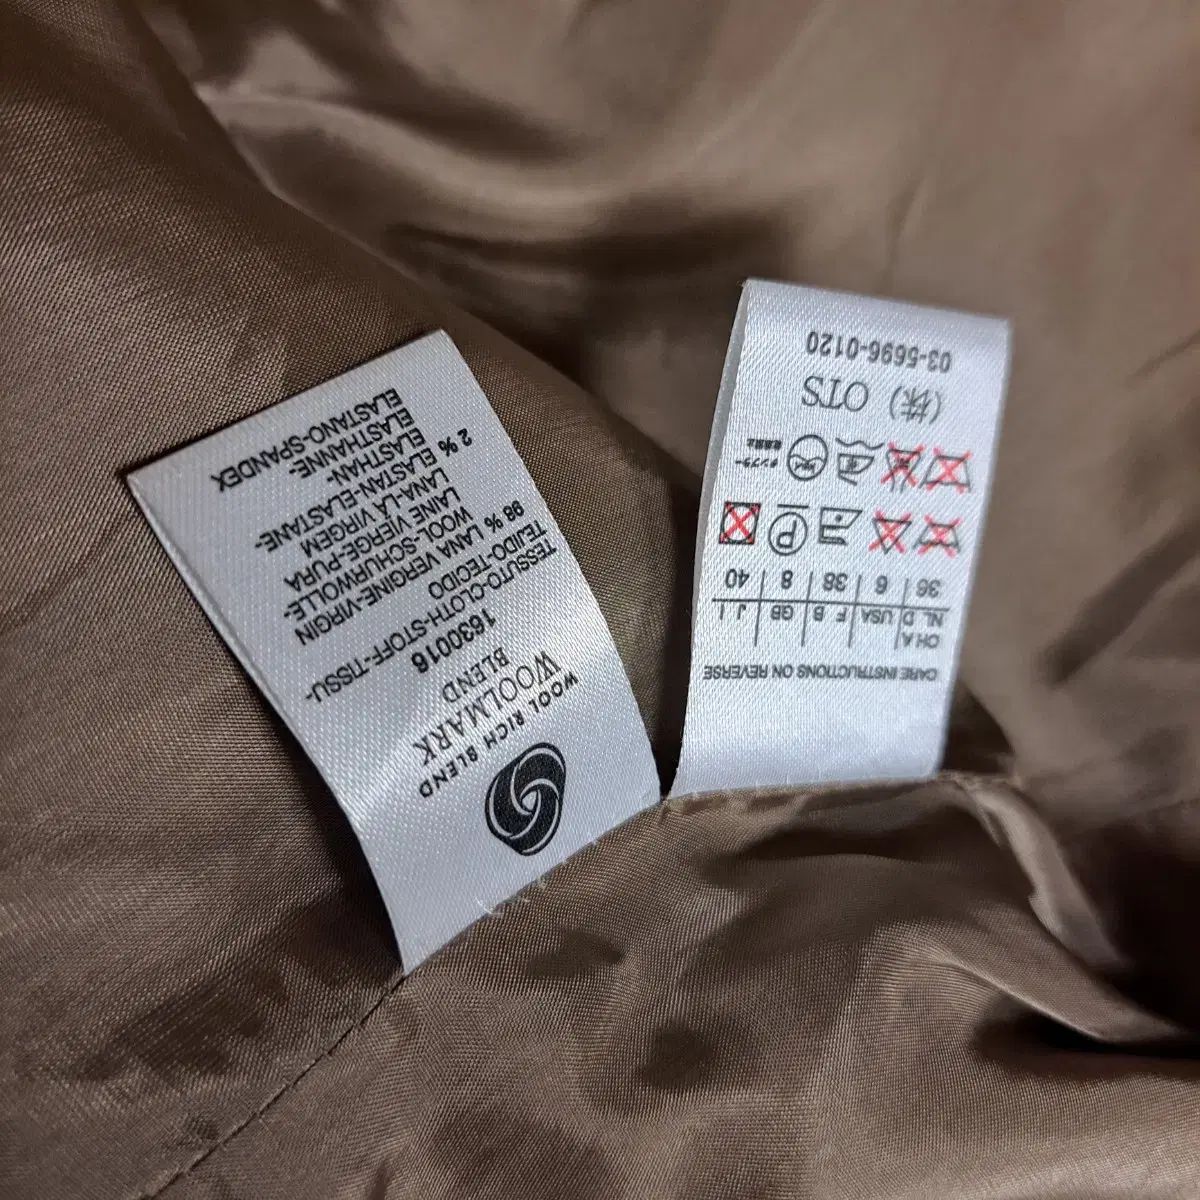 WOOL RICH BLEND
WOOLMARK
BLEND
1630016
TESSUTO-CLOTH-STOFF-TISSU-
TEJIDO-TECIDO
98 % LANA VERGINE-VIRGIN
WOOL-SCHURWOLLE-
LAINE VIERGE-PURA
LANA-LA VIRGEM
2 % ELASTAN-ELASTANE-
ELASTHAN-
ELASTHANNE-
ELASTANO-SPANDEX
CARE INSTRUCTIONS ON REVERSE
CH A NL D USA F B GB J I
36 6 38 8 40
P
(株) OTS
03-5696-0120